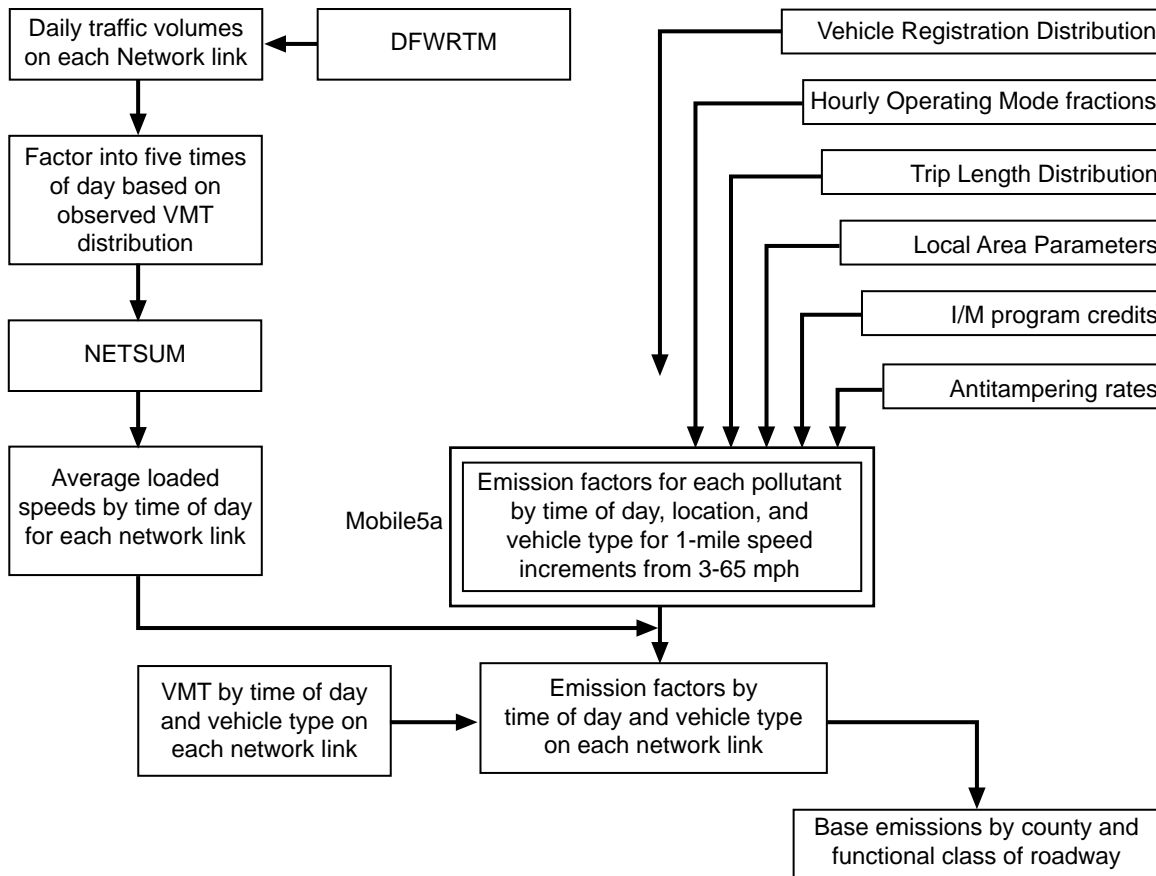 Daily traffic volumes
on each Network link
DFWRTM
Vehicle Registration Distribution
Hourly Operating Mode fractions
Factor into five times
of day based on
observed VMT
distribution
Trip Length Distribution
Local Area Parameters
I/M program credits
NETSUM
Antitampering rates
Average loaded
speeds by time of day
for each network link
Mobile5a
Emission factors for each pollutant
by time of day, location, and
vehicle type for 1-mile speed
increments from 3-65 mph
VMT by time of day
and vehicle type on
each network link
Emission factors by
time of day and vehicle type
on each network link
Base emissions by county and
functional class of roadway